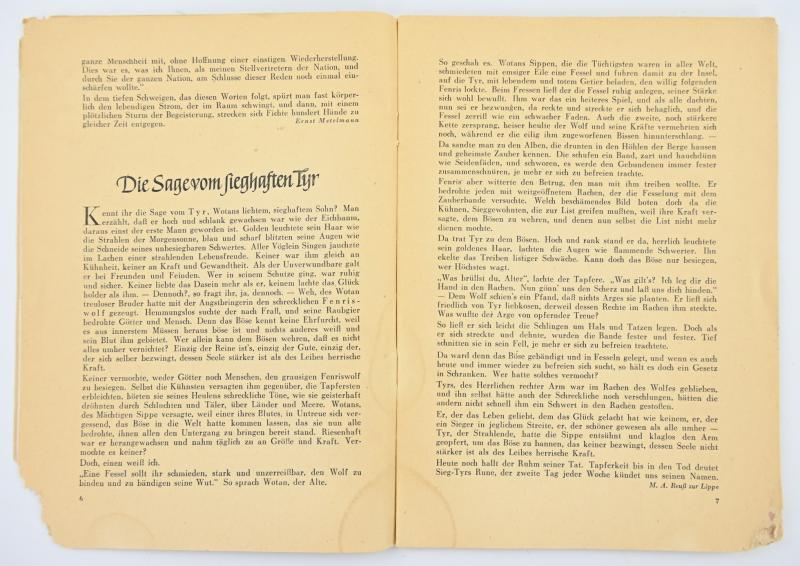 ganze Menschheit mit, ohne Hoffnung einer einstigen Wiederherstellung.
Dies war es, was ich Ihnen, als meinen Stellvertretern der Nation, und
durch Sie der ganzen Nation, am Schlusse dieser Reden noch einmal ein-
schärfen wollte."
In dem tiefen Schweigen, das diesen Worten folgt, spürt man fast körper-
lich den lebendigen Strom, der im Raum schwingt, und dann, mit einem
plötzlichen Sturm der Begeisterung, strecken sich Fichte hundert Hände zu
gleicher Zeit entgegen.
Ernst Metelmann
Die Sage vom sieghaften Tyr
Kennt ihr die Sage vom Tyr, Wotans lichtem, sieghaftem Sohn? Man
erzählt, daß er hoch und schlank gewachsen war wie der Eichbaum,
daraus einst der erste Mann geworden ist. Golden leuchtete sein Haar wie
die Strahlen der Morgensonne, blau und scharf blitzten seine Augen wie
die Schneide seines unbesiegbaren Schwertes. Aller Vöglein Singen jauchzte
im Lachen einer strahlenden Lebensfreude. Keiner war ihm gleich an
Kühnheit, keiner an Kraft und Gewandtheit. Als der Unverwundbare galt
er bei Freunden und Feinden. Wer in seinem Schutze ging, war ruhig
und sicher. Keiner liebte das Dasein mehr als er, keinem lachte das Glück
holder als ihm. — Dennoch?, so fragt ihr, ja, dennoch. — Weh, des Wotan
treuloser Bruder hatte mit der Angstbringerin den schrecklichen Fenris-
wolf gezeugt. Hemmungslos suchte der nach Fraß, und seine Raubgier
bedrohte Götter und Mensch. Denn das Böse kennt keine Ehrfurcht, weil
es aus innerstem Müssen heraus böse ist und nichts anderes weiß und
sein Blut ihm gebietet. Wer allein kann dem Bösen wehren, daß es nicht
alles umher vernichtet? Einzig der Reine ist's, einzig der Gute, einzig der,
der sich selber bezwingt, dessen Seele stärker ist als des Leibes herrische
Kraft.
Keiner vermochte, weder Götter noch Menschen, den grausigen Fenriswolf
zu besiegen. Selbst die Kühnsten versagten ihm gegenüber, die Tapfersten
erbleichten, hörten sie seines Heulens schreckliche Töne, wie sie geisterhaft
dröhnten durch Schluchten und Täler, über Länder und Meere. Wotans,
des Mächtigen Sippe versagte, weil einer ihres Blutes, in Untreue sich ver-
gessend, das Böse in die Welt hatte kommen lassen, das sie nun alle
bedrohte, ihnen allen den Untergang zu bringen bereit stand. Riesenhaft
war er herangewachsen und nahm täglich zu an Größe und Kraft. Ver-
mochte es keiner?
Doch, einen weiß ich.
„Eine Fessel sollt ihr schmieden, stark und unzerreißbar, den Wolf zu
binden und zu bändigen seine Wut." So sprach Wotan, der Alte.
6
So geschah es. Wotans Sippen, die die Tüchtigsten waren in aller Welt,
schmiedeten mit emsiger Eile eine Fessel und fuhren damit zu der Insel,
auf die Tyr, mit lebendem und totem Getier beladen, den willig folgenden
Fenris lockte. Beim Fressen ließ der die Fessel ruhig anlegen, seiner Stärke
sich wohl bewußt. Ihm war das ein heiteres Spiel, und als alle dachten,
nun sei er bezwungen, da reckte und streckte er sich behaglich, und die
Fessel zerriß wie ein schwacher Faden. Auch die zweite, noch stärkere
Kette zersprang, heiser heulte der Wolf und seine Kräfte vermehrten sich
noch, während er die eilig ihm zugeworfenen Bissen hinunterschlang. —
Da sandte man zu den Alben, die drunten in den Höhlen der Berge hausen
und geheimste Zauber kennen. Die schufen ein Band, zart und hauchdünn
wie Seidenfäden, und schworen, es werde den Gebundenen immer fester
zusammenschnüren, je mehr er sich zu befreien trachte.
Fenris aber witterte den Betrug, den man mit ihm treiben wollte. Er
bedrohte jeden mit weitgeöffnetem Rachen, der die Fesselung mit dem
Zauberbande versuchte. Welch beschämendes Bild boten doch da die
Kühnen, Sieggewohnten, die zur List greifen mußten, weil ihre Kraft ver-
sagte, dem Bösen zu wehren, und denen nun selbst die List nicht mehr
dienen mochte.
Da trat Tyr zu dem Bösen. Hoch und rank stand er da, herrlich leuchtete
sein goldenes Haar, lachten die Augen wie flammende Schwerter. Ihn
ekelte das Treiben listiger Schwäche. Kann doch das Böse nur besiegen,
wer Höchstes wagt.
„Was brüllst du, Alter", lachte der Tapfere. „Was gilt's? Ich leg dir die
Hand in den Rachen. Nun gönn' uns den Scherz und laß uns dich binden."
— Dem Wolf schien's ein Pfand, daß nichts Arges sie planten. Er ließ sich
friedlich von Tyr liebkosen, derweil dessen Rechte im Rachen ihm steckte.
Was wußte der Arge von opfernder Treue?
So ließ er sich leicht die Schlingen um Hals und Tatzen legen. Doch als
er sich streckte und dehnte, wurden die Bande fester und fester. Tief
schnitten sie in sein Fell, je mehr er sich zu befreien trachtete.
Da ward denn das Böse gebändigt und in Fesseln gelegt, und wenn es auch
heute und immer wieder zu befreien sich sucht, so hält es doch ein Gesetz
in Schranken. Wer hatte solches vermocht?
Tyrs, des Herrlichen rechter Arm war im Rachen des Wolfes geblieben,
und ihn selbst hätte auch der Schreckliche noch verschlungen, hätten die
andern nicht schnell ihm ein Schwert in den Rachen gestoßen.
Er, der das Leben geliebt, dem das Glück gelacht hat wie keinem, er, der
ein Sieger in jeglichem Streite, er, der schöner gewesen als alle umher —
Tyr, der Strahlende, hatte die Sippe entsühnt und klaglos den Arm
geopfert, um das Böse zu bannen, das keiner bezwingt, dessen Seele nicht
stärker ist als des Leibes herrische Kraft.
Heute noch hallt der Ruhm seiner Tat. Tapferkeit bis in den Tod deutet
Sieg-Tyrs Rune, der zweite Tag jeder Woche kündet uns seinen Namen.
M. A. Reuß zur Lippe
7